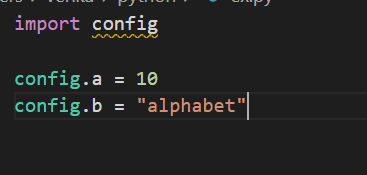 import config
config.a = 10
config.b = "alphabet"